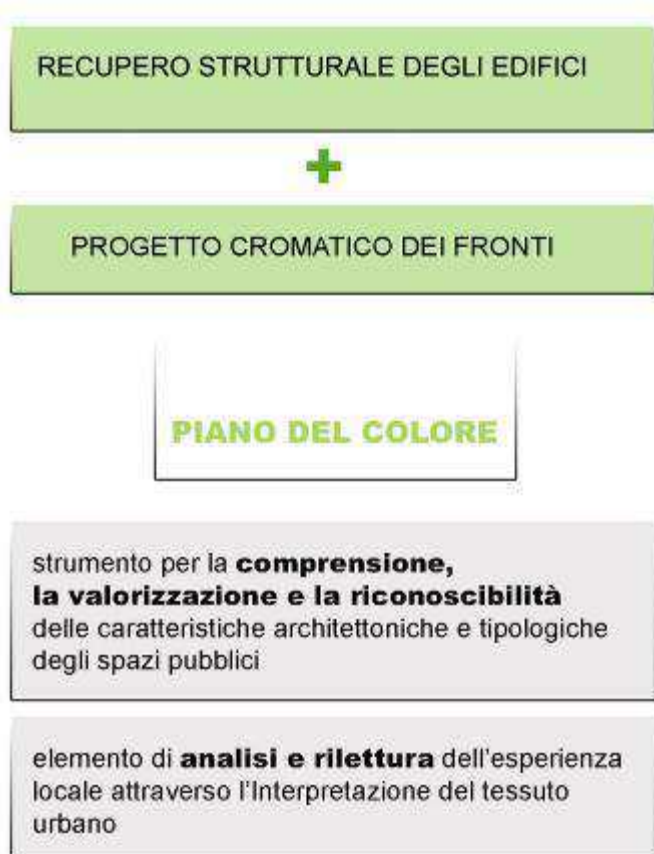 RECUPERO STRUTTURALE DEGLI EDIFICI
+
PROGETTO CROMATICO DEI FRONTI
PIANO DEL COLORE
strumento per la comprensione,
la valorizzazione e la riconoscibilità
delle caratteristiche architettoniche e tipologiche
degli spazi pubblici
elemento di analisi e rilettura dell'esperienza
locale attraverso l'Interpretazione del tessuto
urbano